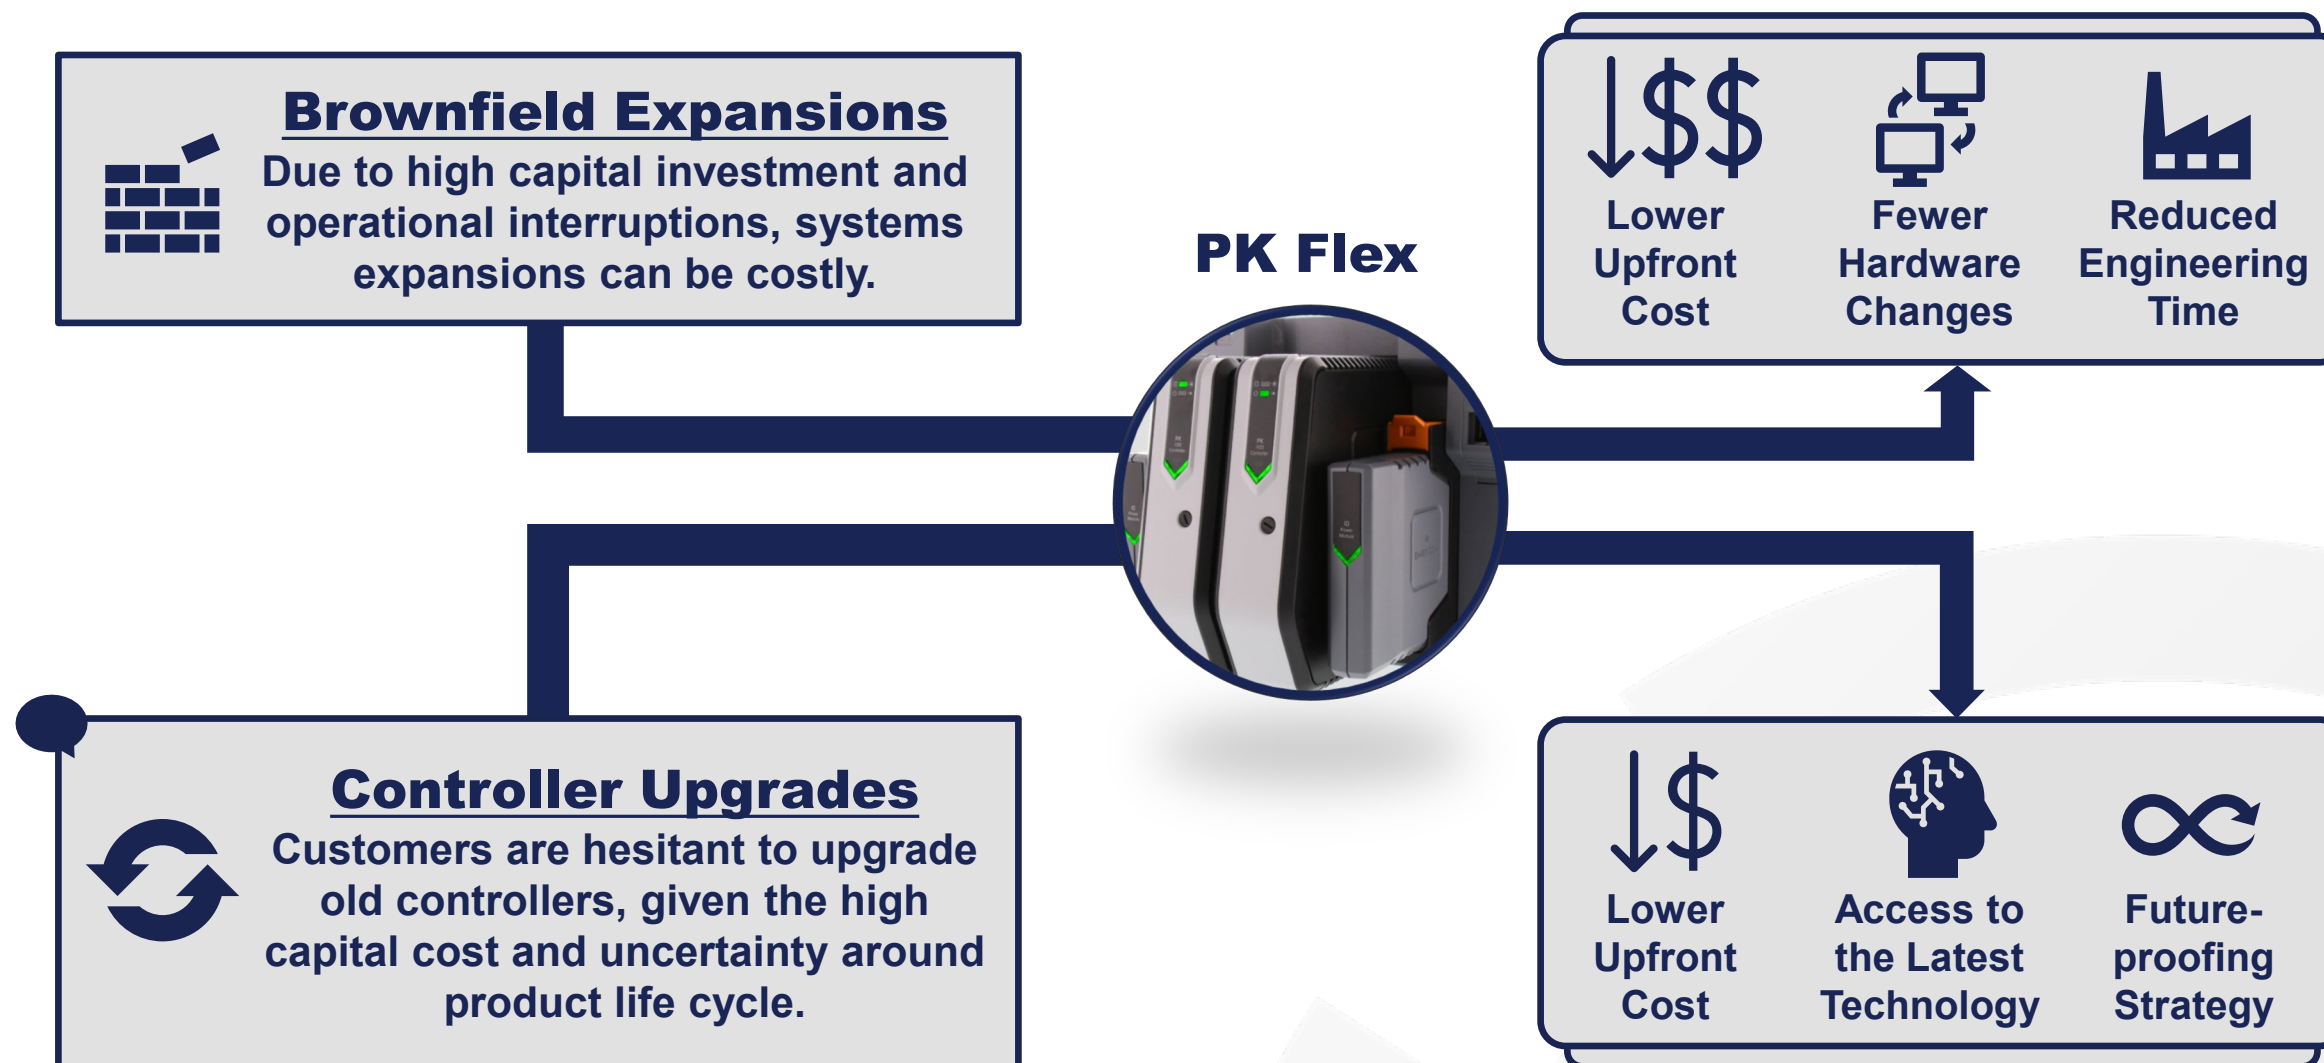 Brownfield Expansions
Due to high capital investment and
operational interruptions, systems
expansions can be costly.
PK Flex
Lower
Upfront
Cost
Fewer
Hardware
Changes
Reduced
Engineering
Time
Controller Upgrades
Customers are hesitant to upgrade
old controllers, given the high
capital cost and uncertainty around
product life cycle.
Lower
Upfront
Cost
Access to
the Latest
Technology
Future-
proofing
Strategy